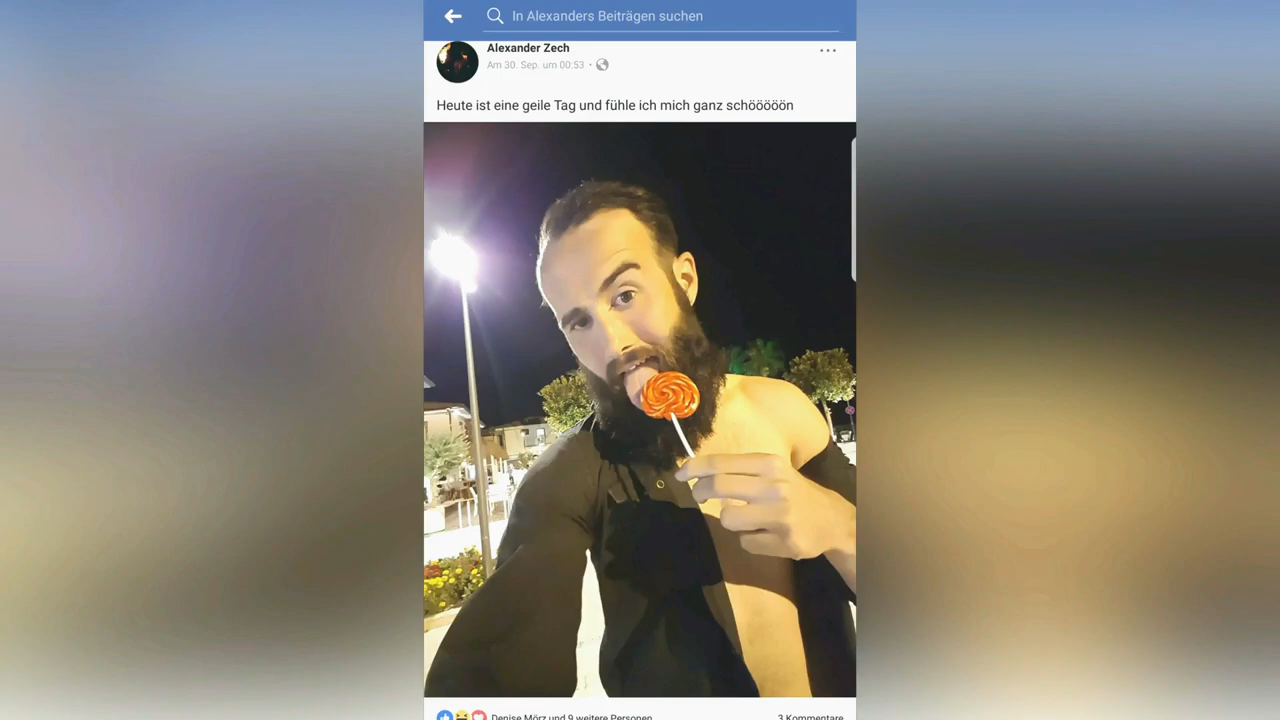 In Alexanders Beiträgen suchen
Alexander Zech
Am 30. Sep. um 00:53 ·
Heute ist eine geile Tag und fühle ich mich ganz schöööööön
Denise Mörz und 9 weitere Personen
3 Kommentare